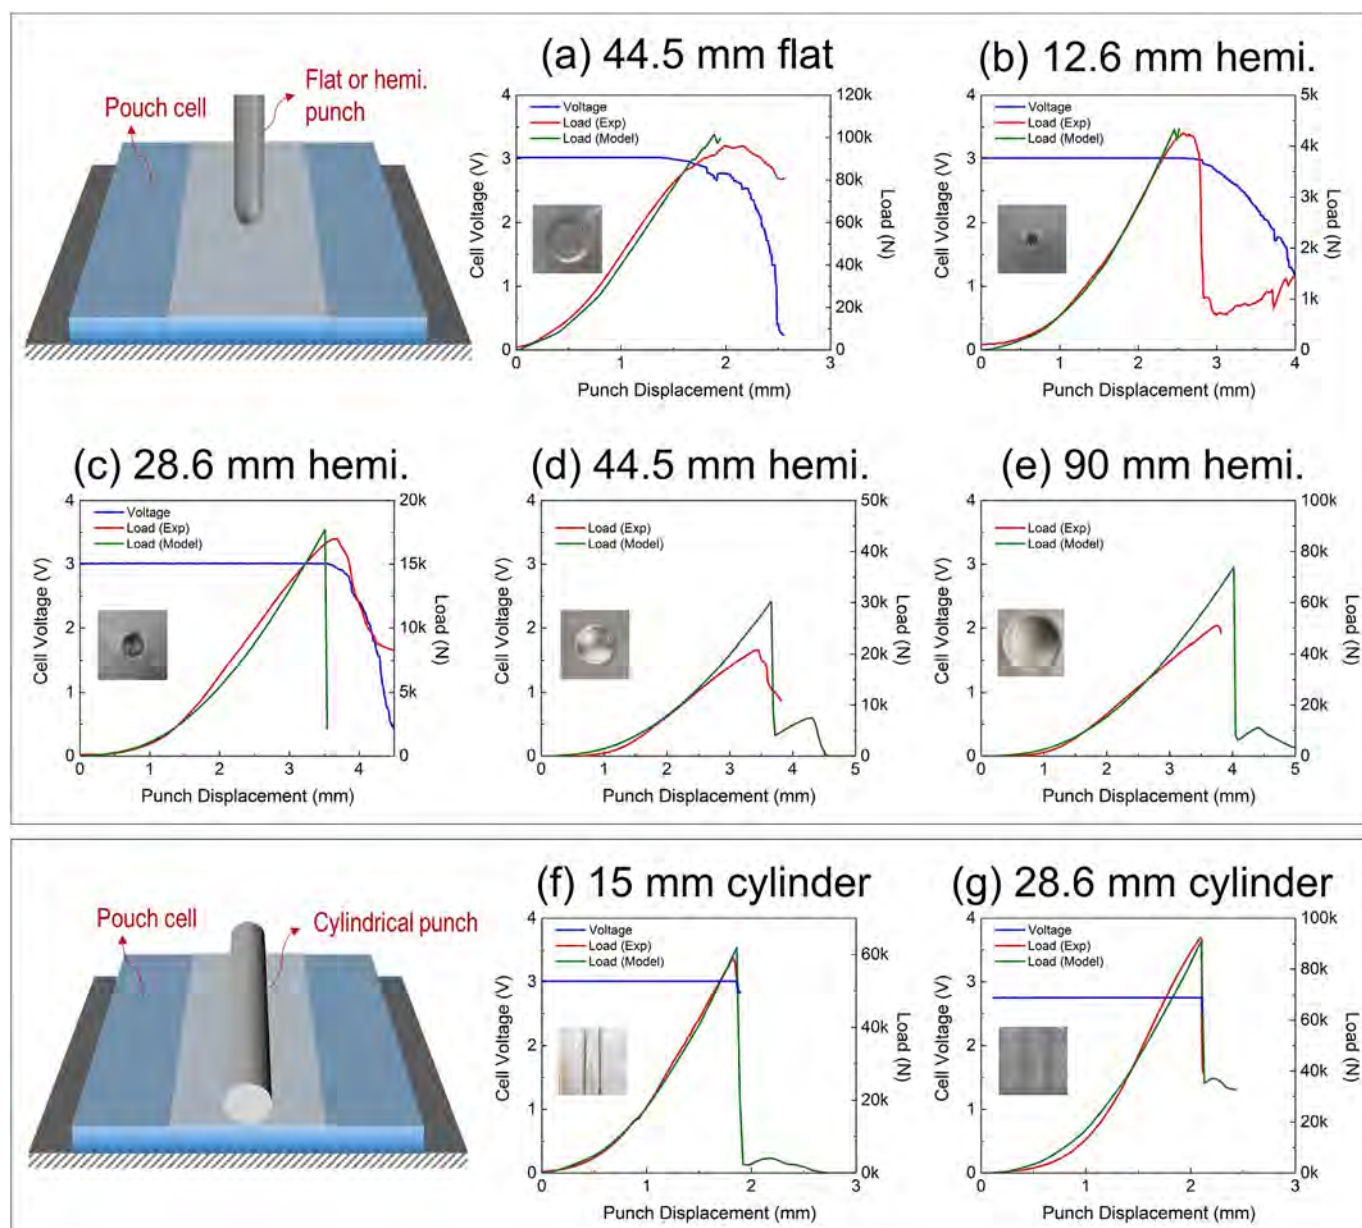 Pouch cell
Flat or hemi.
punch
(a) 44.5 mm flat
Voltage
Load (Exp)
Load (Model)
Cell Voltage (V)
4
3
2
1
0
120k
100k
80k
60k
40k
20k
0
Load (N)
0 1 2 3
Punch Displacement (mm)
(b) 12.6 mm hemi.
Voltage
Load (Exp)
Load (Model)
Cell Voltage (V)
4
3
2
1
0
5k
4k
3k
2k
1k
0
Load (N)
0 1 2 3 4
Punch Displacement (mm)
(c) 28.6 mm hemi.
Voltage
Load (Exp)
Load (Model)
Cell Voltage (V)
4
3
2
1
0
20k
15k
10k
5k
0
Load (N)
0 1 2 3 4
Punch Displacement (mm)
(d) 44.5 mm hemi.
Load (Exp)
Load (Model)
Cell Voltage (V)
4
3
2
1
0
50k
40k
30k
20k
10k
0k
Load (N)
0 1 2 3 4 5
Punch Displacement (mm)
(e) 90 mm hemi.
Load (Exp)
Load (Model)
Cell Voltage (V)
4
3
2
1
0
100k
80k
60k
40k
20k
0k
Load (N)
0 1 2 3 4 5
Punch Displacement (mm)
Pouch cell
Cylindrical punch
(f) 15 mm cylinder
Voltage
Load (Exp)
Load (Model)
Cell Voltage (V)
4
3
2
1
0
60k
40k
20k
0k
Load (N)
0 1 2 3
Punch Displacement (mm)
(g) 28.6 mm cylinder
Voltage
Load (Exp)
Load (Model)
Cell Voltage (V)
4
3
2
1
0
100k
80k
60k
40k
20k
0k
Load (N)
0 1 2 3
Punch Displacement (mm)